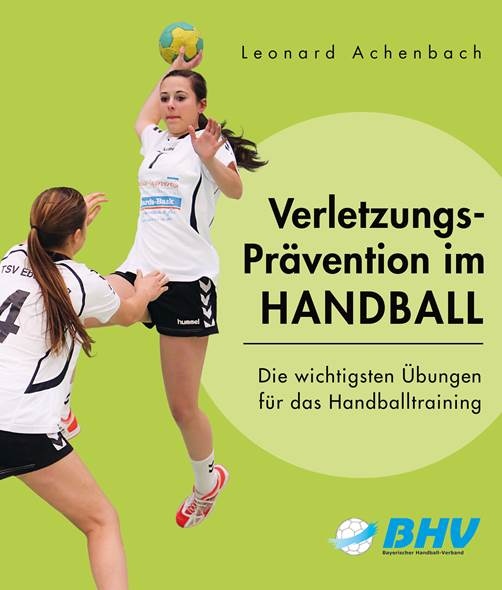 Leonard Achenbach
Verletzungs-
Prävention im
HANDBALL
Die wichtigsten Übungen
für das Handballtraining
TSV
4
hummel
BHV
Bayerischer Handball-Verband